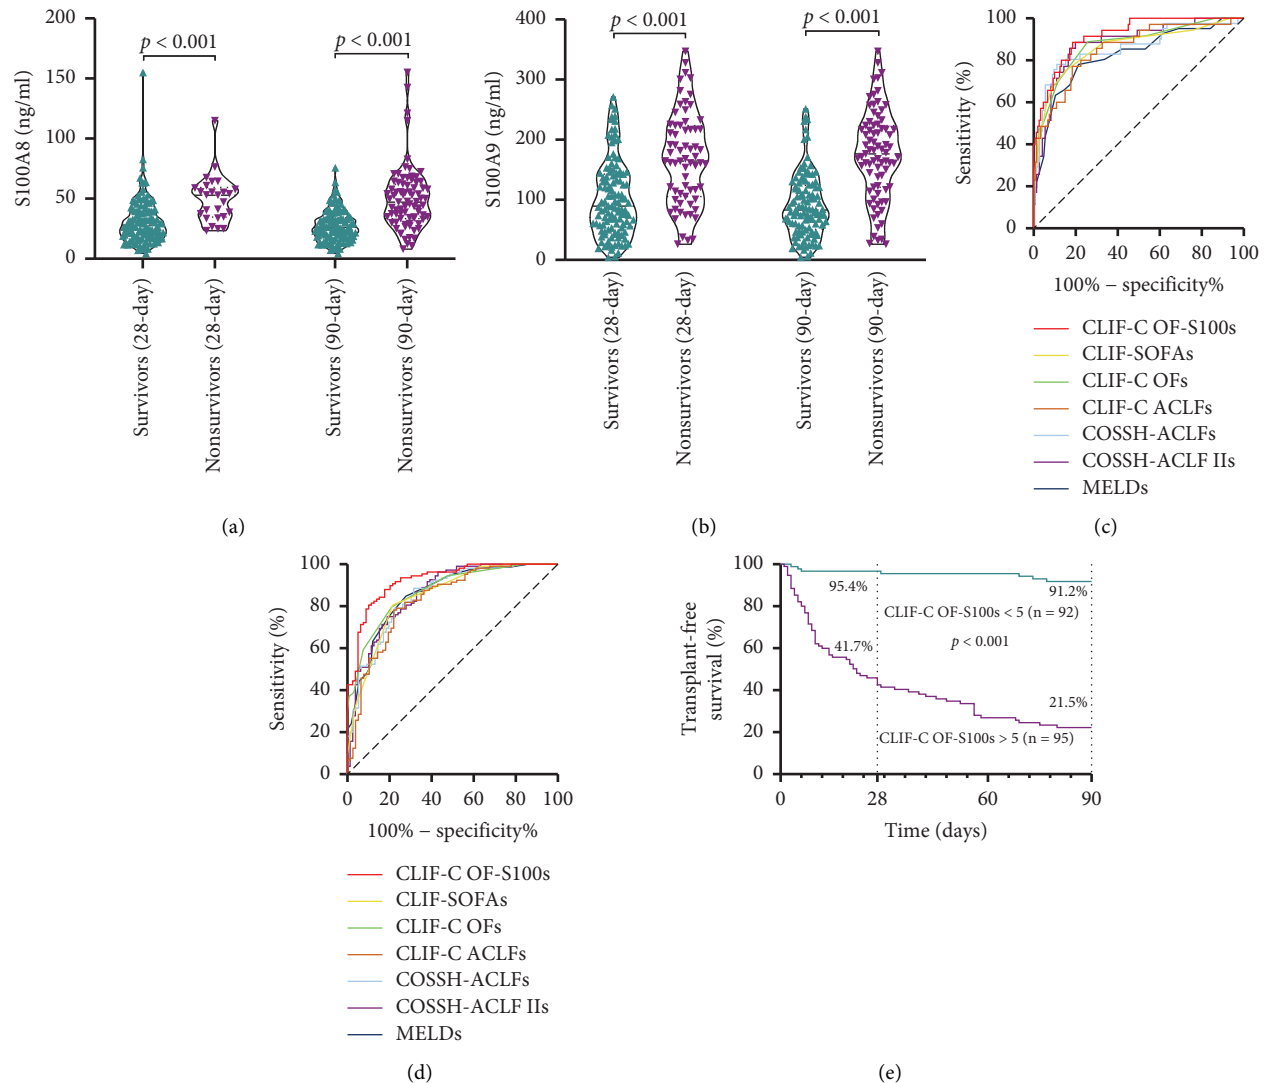 S100A8 (ng/ml)
200
150
100
50
0
p < 0.001
p < 0.001
Survivors (28-day)
Nonsurvivors (28-day)
Survivors (90-day)
Nonsurvivors (90-day)
(a)
S100A9 (ng/ml)
400
300
200
100
0
p < 0.001
p < 0.001
Survivors (28-day)
Nonsurvivors (28-day)
Survivors (90-day)
Nonsurvivors (90-day)
(b)
Sensitivity (%)
100
80
60
40
20
0
0 20 40 60 80 100
100% − specificity%
CLIF-C OF-S100s
CLIF-SOFAs
CLIF-C OFs
CLIF-C ACLFs
COSSH-ACLFs
COSSH-ACLF IIs
MELDs
(c)
Sensitivity (%)
100
80
60
40
20
0
0 20 40 60 80 100
100% − specificity%
CLIF-C OF-S100s
CLIF-SOFAs
CLIF-C OFs
CLIF-C ACLFs
COSSH-ACLFs
COSSH-ACLF IIs
MELDs
(d)
Transplant-free
survival (%)
100
80
60
40
20
0
95.4%
91.2%
CLIF-C OF-S100s < 5 (n = 92)
p < 0.001
41.7%
21.5%
CLIF-C OF-S100s > 5 (n = 95)
0 28 60 90
Time (days)
(e)